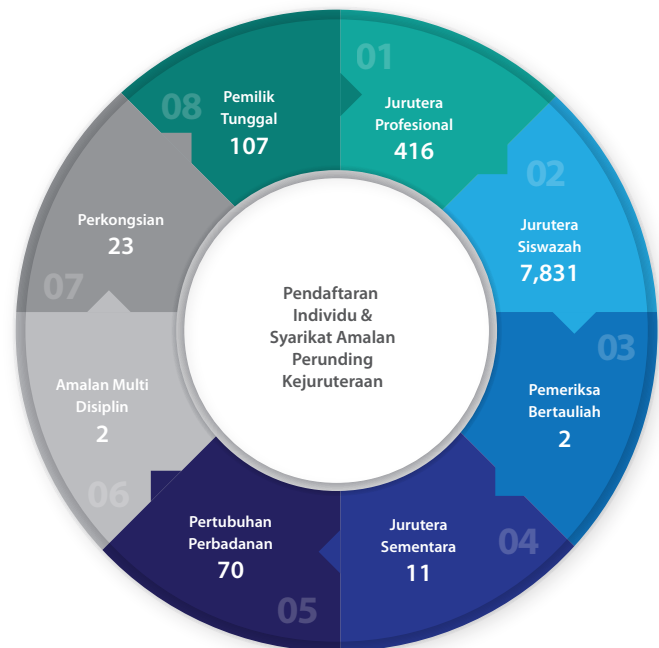 Pendaftaran
Individu &
Syarikat Amalan
Perunding
Kejuruteraan
01
Jurutera
Profesional
416
02
Jurutera
Siswazah
7,831
03
Pemeriksa
Bertauliah
2
04
Jurutera
Sementara
11
05
Pertubuhan
Perbadanan
70
06
Amalan Multi
Disiplin
2
07
Perkongsian
23
08
Pemilik
Tunggal
107